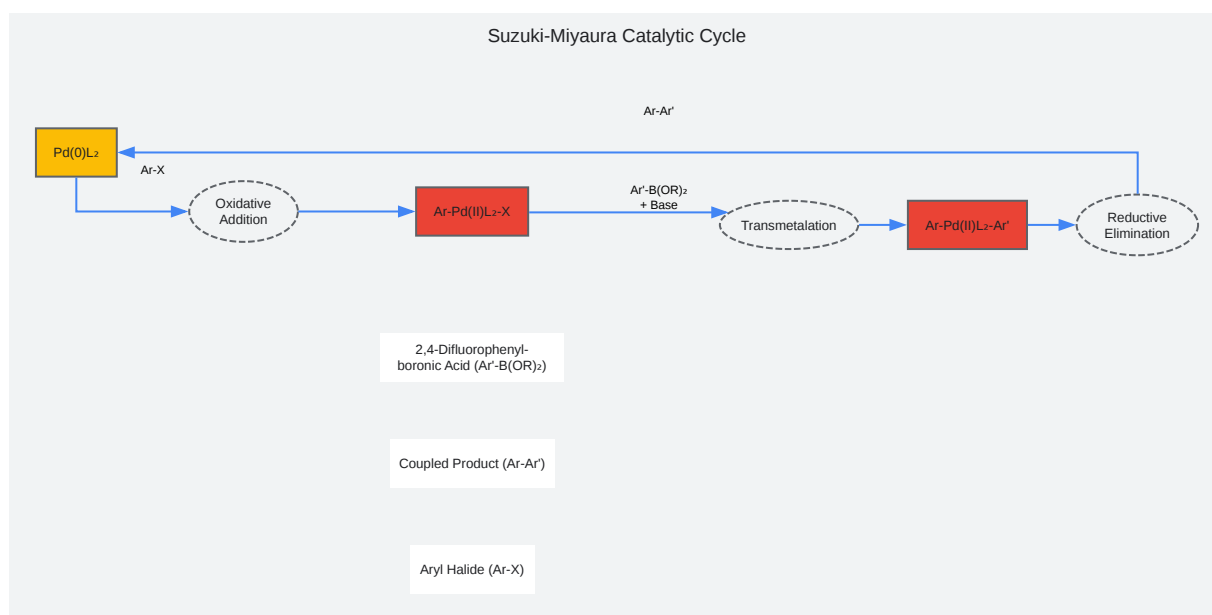 Suzuki-Miyaura Catalytic Cycle
Ar-Ar'
Pd(0)L₂
Ar-X
Oxidative
Addition
Ar-Pd(II)L₂-X
Ar'-B(OR)₂
+ Base
Transmetalation
Ar-Pd(II)L₂-Ar'
Reductive
Elimination
2,4-Difluorophenyl-
boronic Acid (Ar'-B(OR)₂)
Coupled Product (Ar-Ar')
Aryl Halide (Ar-X)